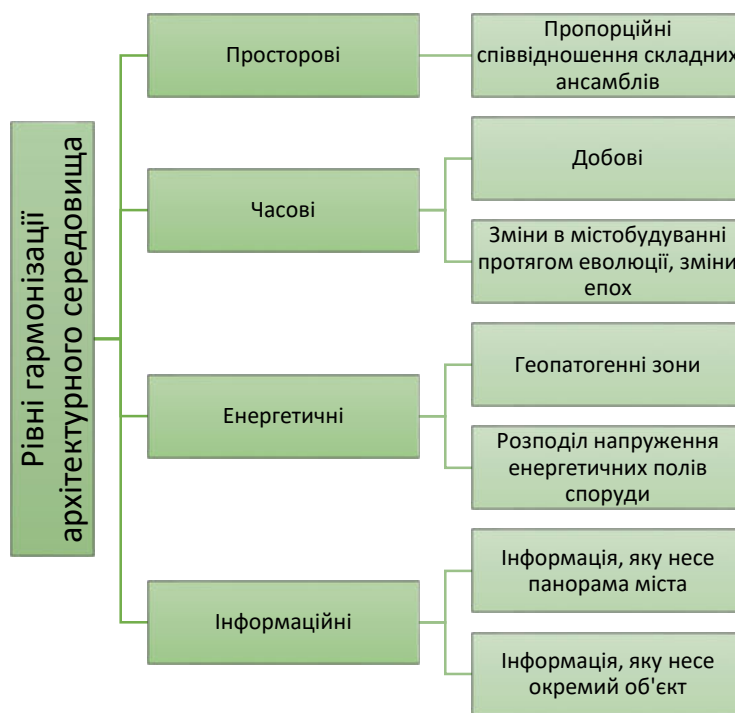 Рівні гармонізації
архітектурного середовища
Просторові
Пропорційні
співвідношення складних
ансамблів
Часові
Добові
Зміни в містобудуванні
протягом еволюції, зміни
епох
Енергетичні
Геопатогенні зони
Розподіл напруження
енергетичних полів
споруди
Інформаційні
Інформація, яку несе
панорама міста
Інформація, яку несе
окремий об'єкт